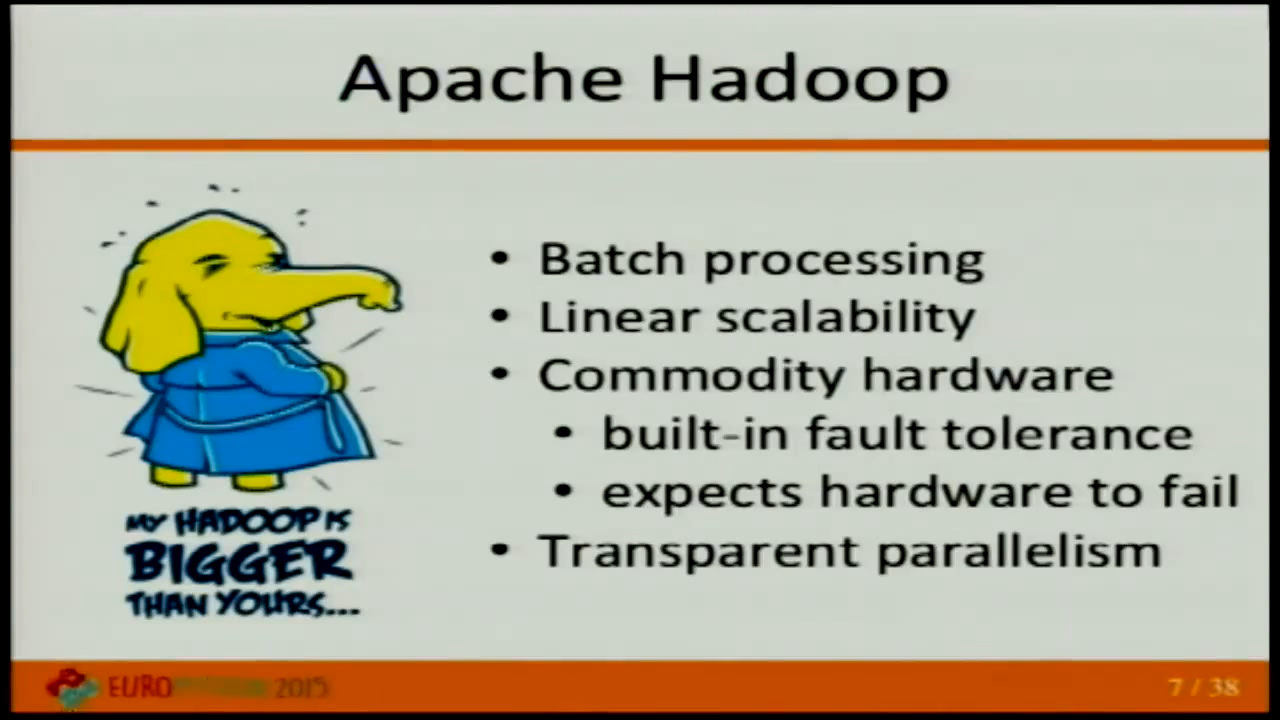 Apache Hadoop
• Batch processing
• Linear scalability
• Commodity hardware
• built-in fault tolerance
• expects hardware to fail
• Transparent parallelism
MY HADOOP IS
BIGGER
THAN YOURS...
EUROPYTHON 2015
7 / 38